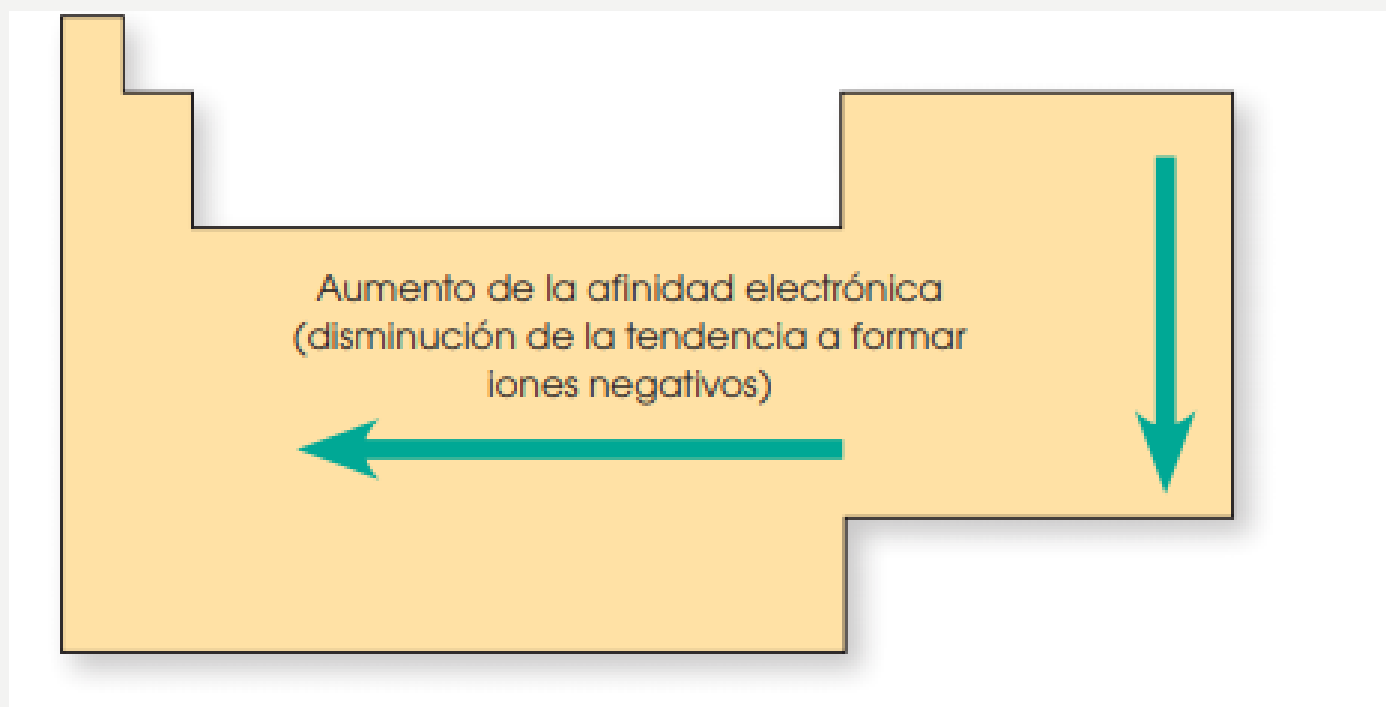 Aumento de la afinidad electrónica
(disminución de la tendencia a formar
iones negativos)